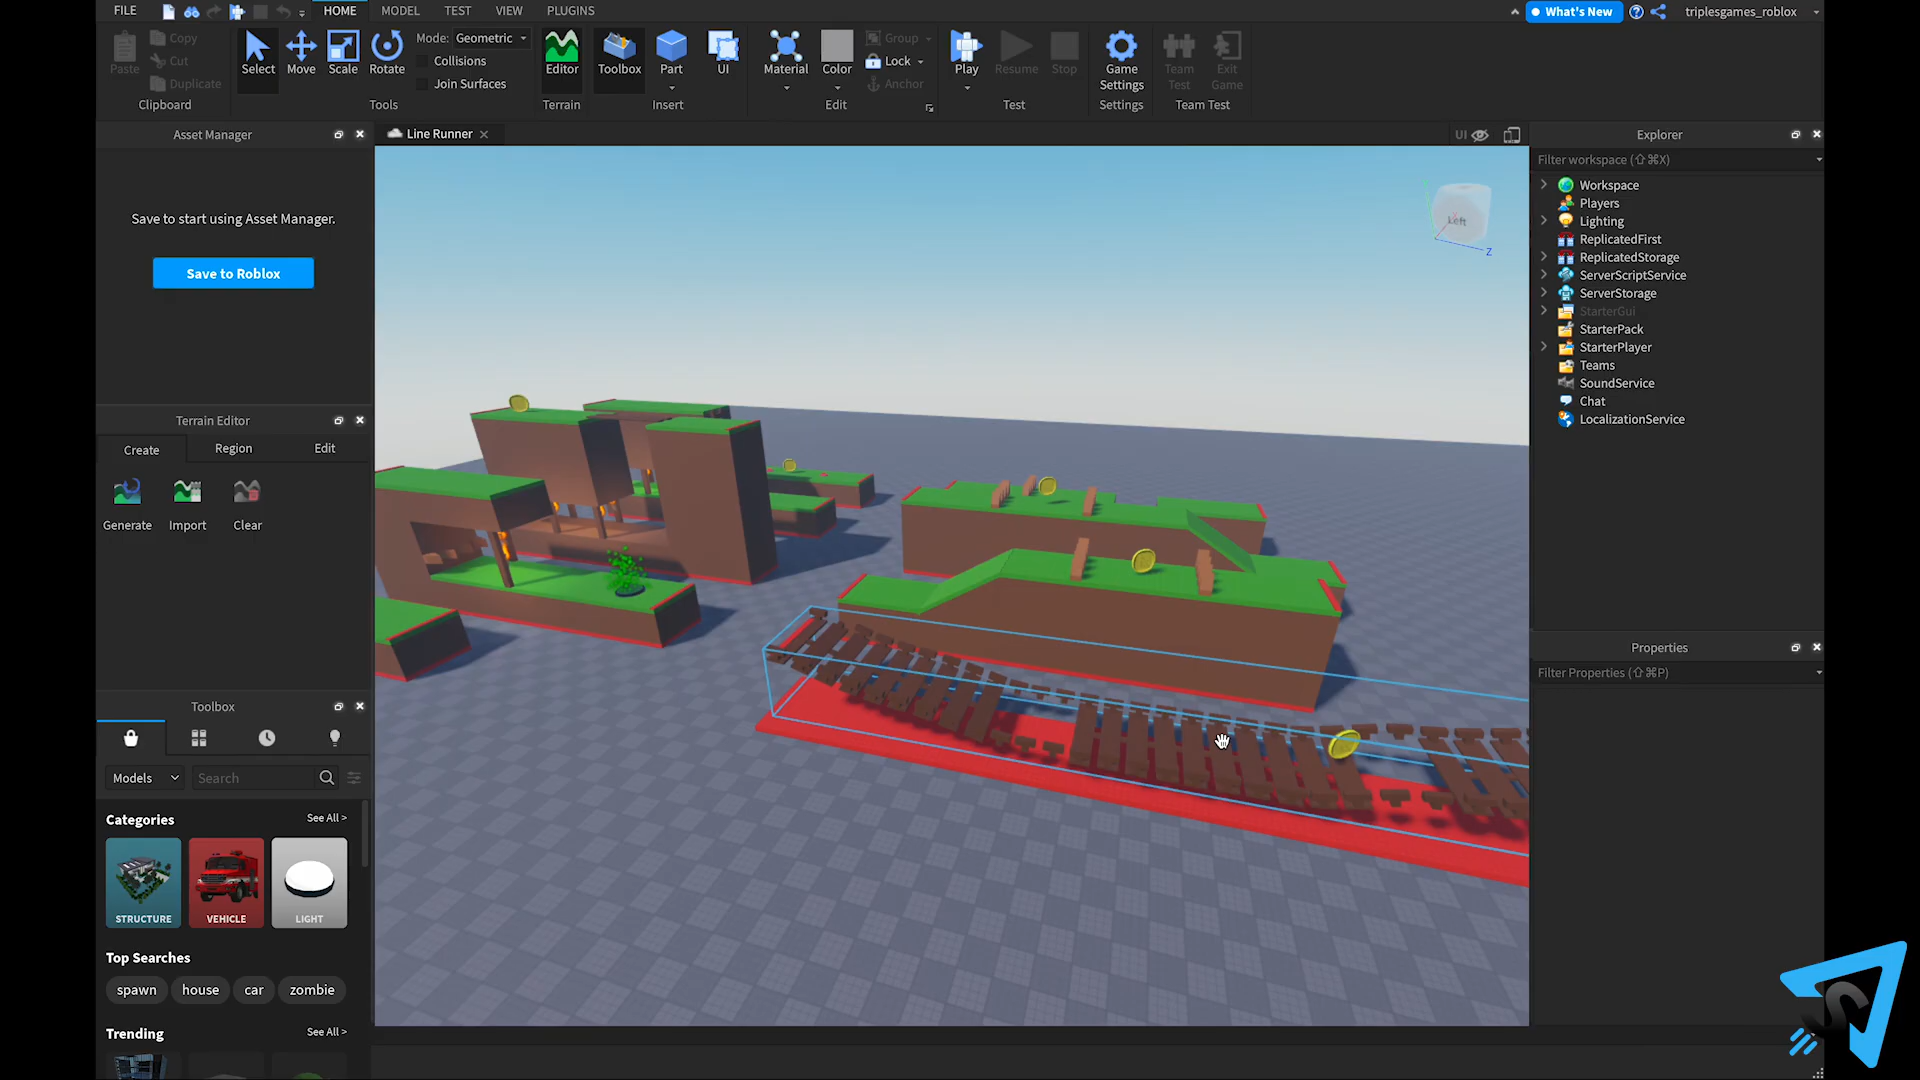 FILE HOME MODEL TEST VIEW PLUGINS What's New triplesgames_roblox
Paste Copy Cut Duplicate
Clipboard
Select Move Scale Rotate Mode: Geometric
Collisions
Join Surfaces
Tools
Editor
Terrain
Toolbox Part UI
Insert
Material Color Group
Lock
Anchor
Edit
Play Resume Stop
Test
Game
Settings
Settings
Team
Test
Exit
Game
Team Test
Asset Manager
Save to start using Asset Manager.
Save to Roblox
Terrain Editor
Create Region Edit
Generate Import Clear
Toolbox
Models Search
Categories See All >
STRUCTURE VEHICLE LIGHT
Top Searches
spawn house car zombie
Trending See All >
Line Runner
UI
Left
Z
Explorer
Filter workspace (⇧⌘X)
Workspace
Players
Lighting
ReplicatedFirst
ReplicatedStorage
ServerScriptService
ServerStorage
StarterGui
StarterPack
StarterPlayer
Teams
SoundService
Chat
LocalizationService
Properties
Filter Properties (⇧⌘P)
S